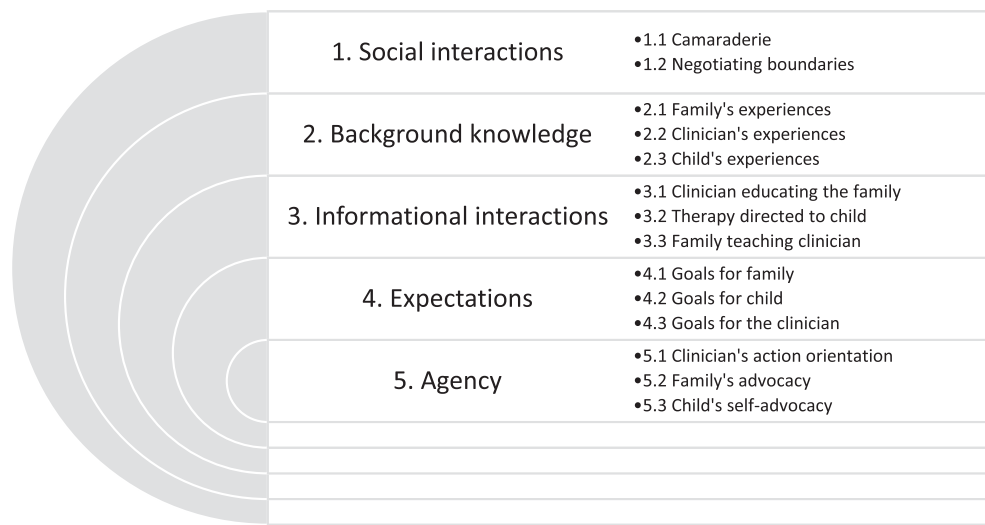 1. Social interactions
•1.1 Camaraderie
•1.2 Negotiating boundaries
2. Background knowledge
•2.1 Family's experiences
•2.2 Clinician's experiences
•2.3 Child's experiences
3. Informational interactions
•3.1 Clinician educating the family
•3.2 Therapy directed to child
•3.3 Family teaching clinician
4. Expectations
•4.1 Goals for family
•4.2 Goals for child
•4.3 Goals for the clinician
5. Agency
•5.1 Clinician's action orientation
•5.2 Family's advocacy
•5.3 Child's self-advocacy